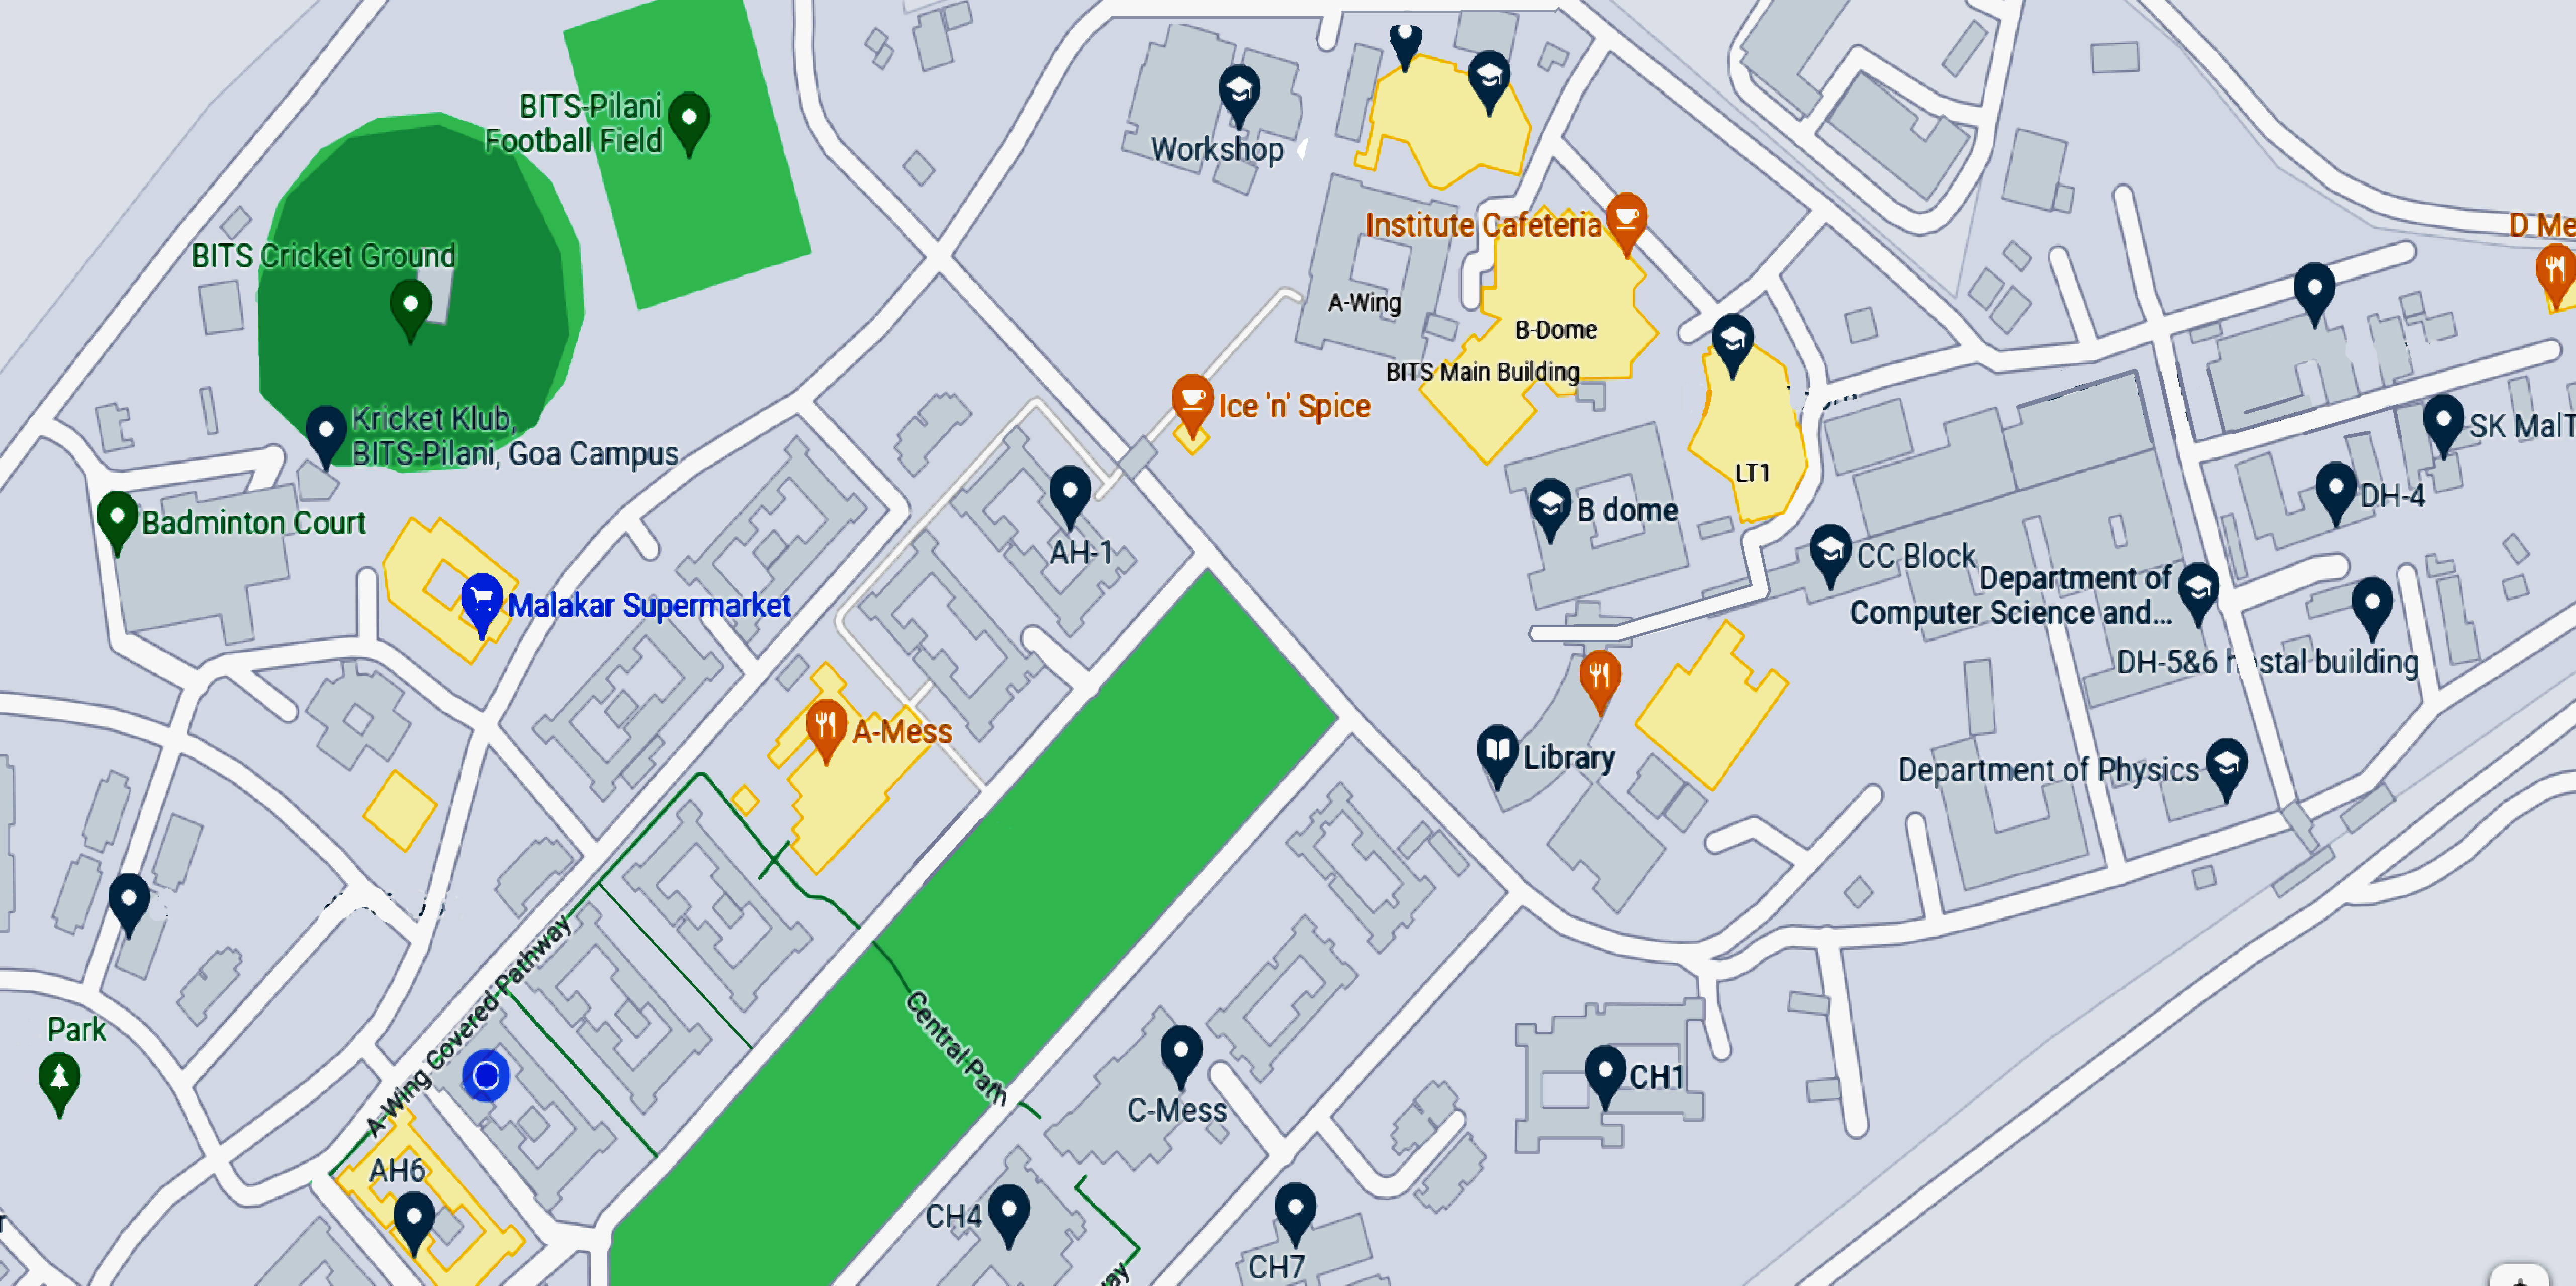 BITS-Pilani
Football Field
Workshop
Institute Cafeteria
D Me
BITS Cricket Ground
A-Wing
B-Dome
BITS Main Building
Ice 'n' Spice
Kricket Klub,
BITS-Pilani, Goa Campus
SK MalT
LT1
DH-4
B dome
Badminton Court
AH-1
CC Block
Department of
Computer Science and...
Malakar Supermarket
DH-5&6 h stal building
A-Mess
Library
Department of Physics
A Wing Covered Pathway
Central Path
Park
CH1
C-Mess
AH6
CH4
CH7